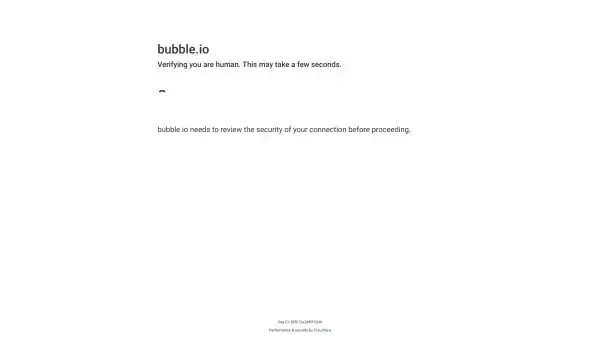 bubble.io
Verifying you are human. This may take a few seconds.
bubble.io needs to review the security of your connection before proceeding.
Ray ID:
Performance & security by Cloudflare